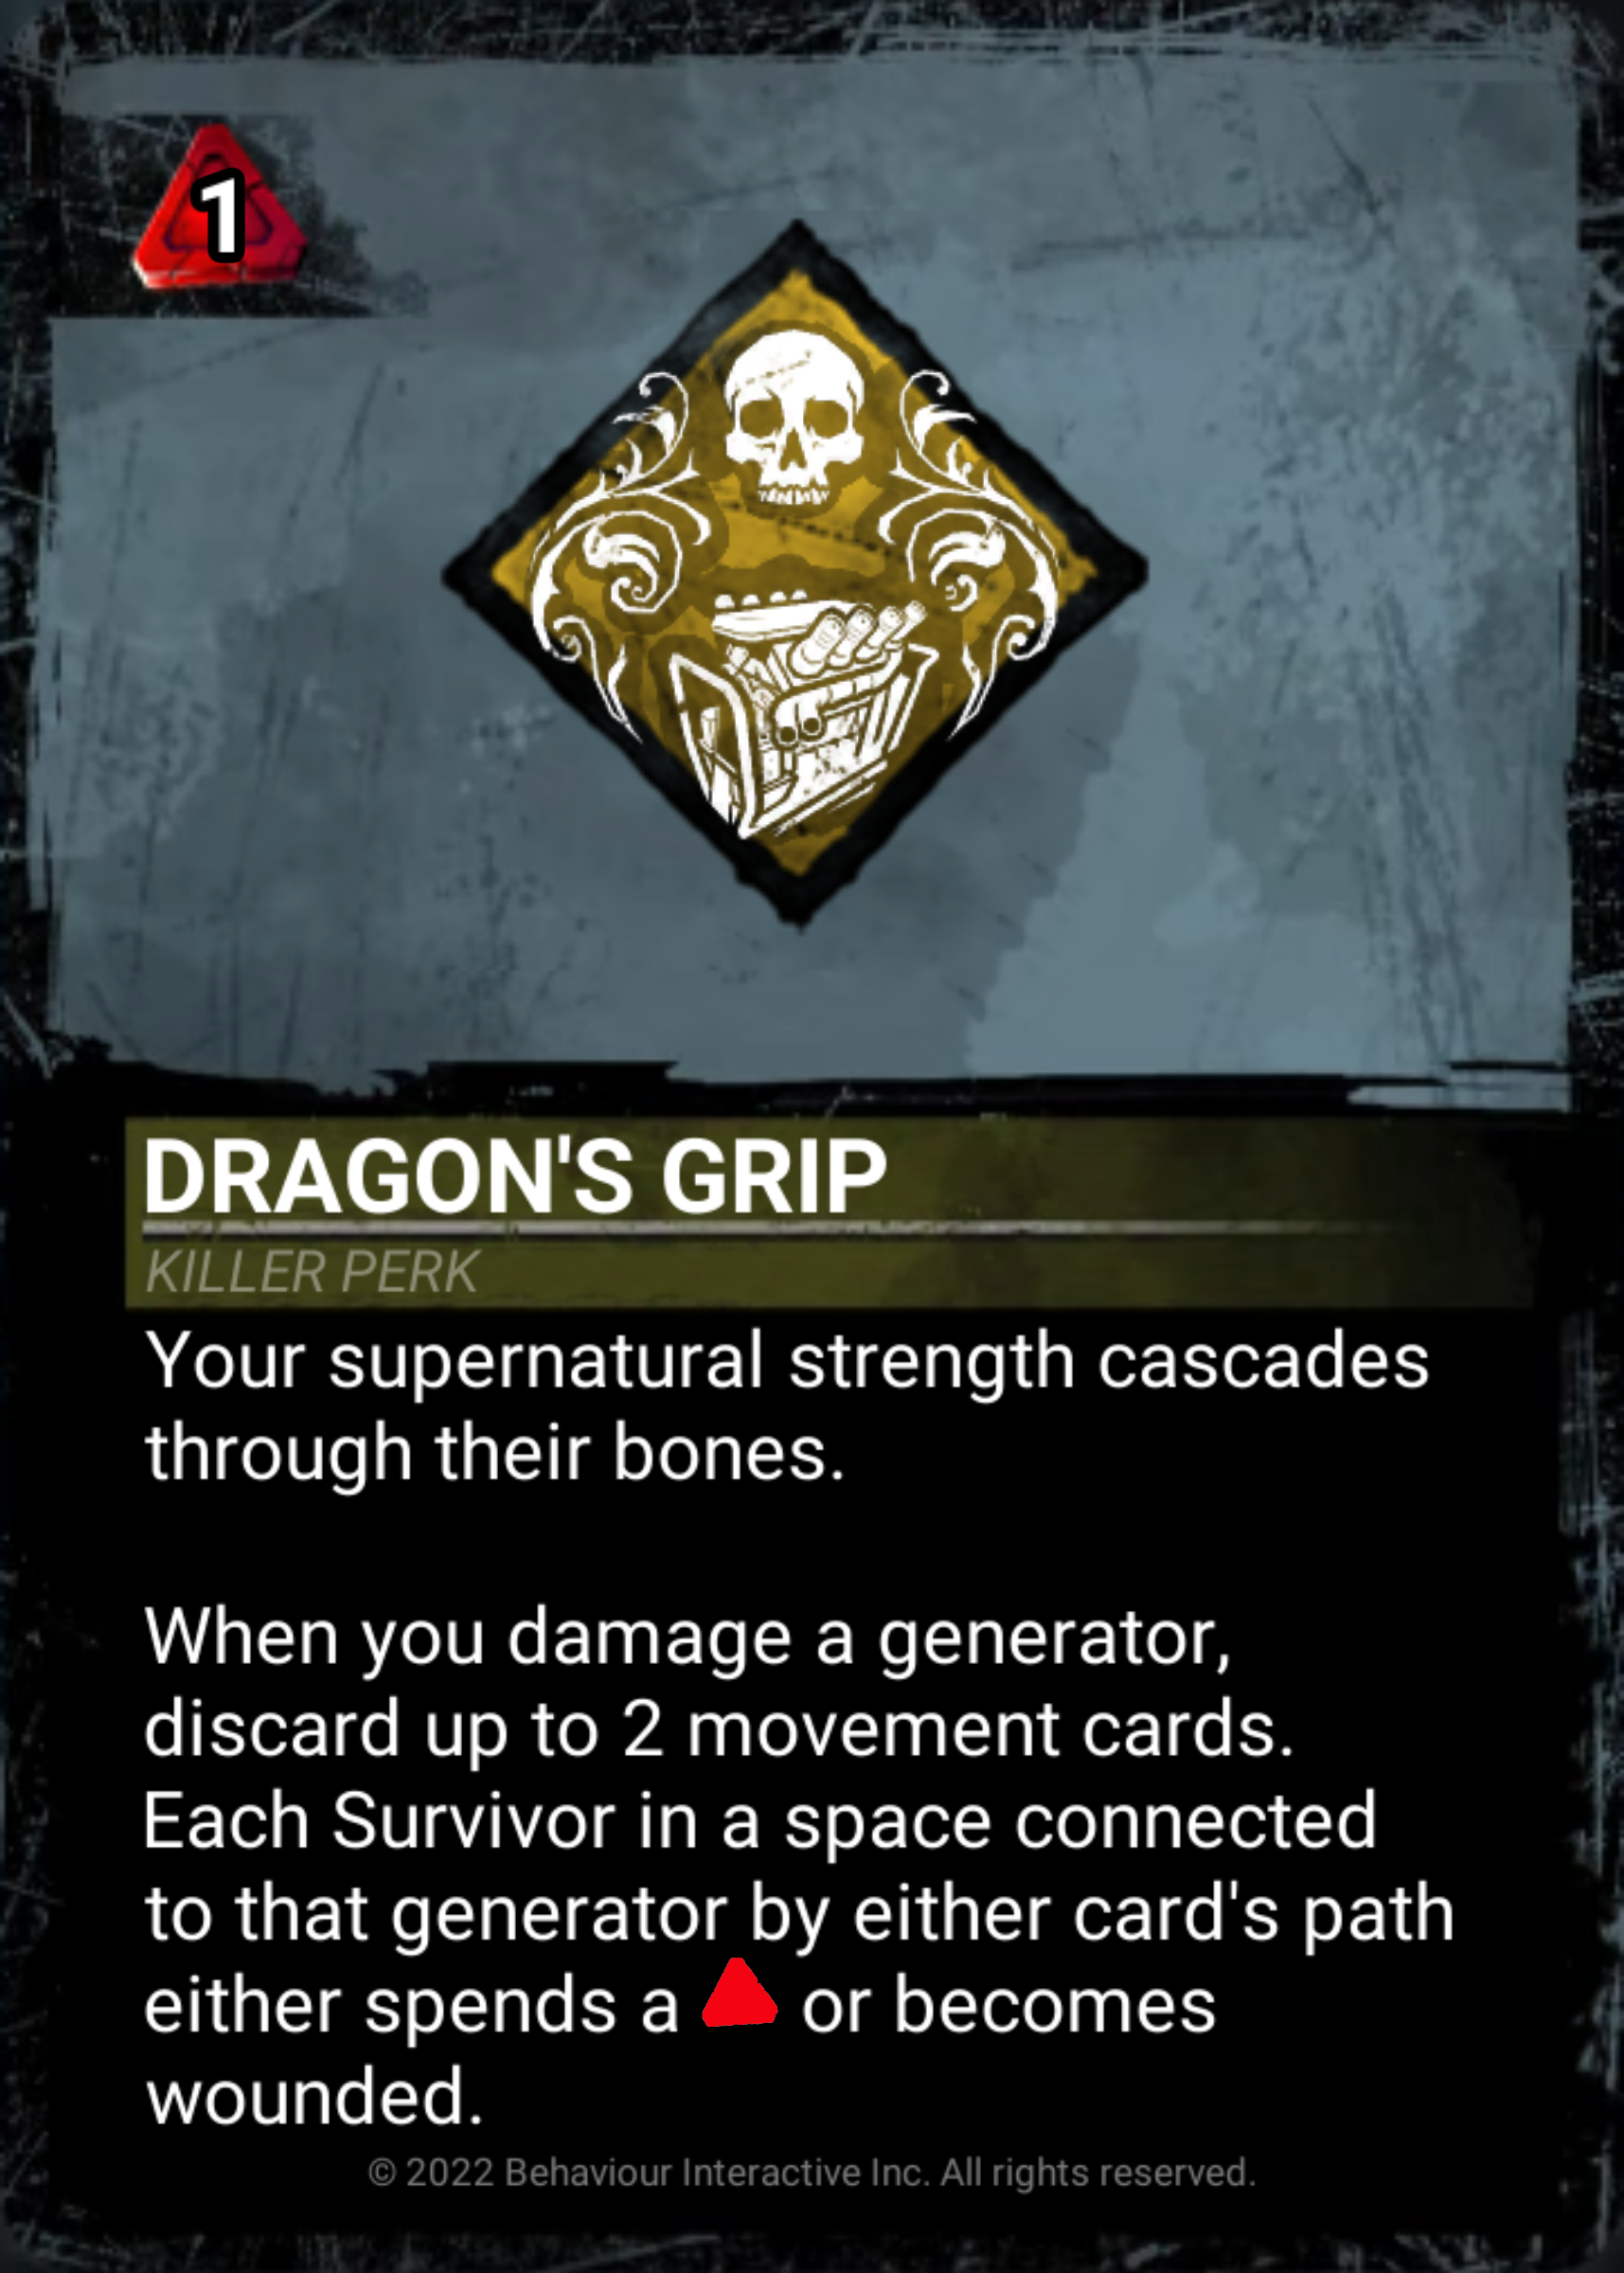 1
DRAGON'S GRIP
KILLER PERK
Your supernatural strength cascades
through their bones.
When you damage a generator,
discard up to 2 movement cards.
Each Survivor in a space connected
to that generator by either card's path
either spends a or becomes
wounded.
© 2022 Behaviour Interactive Inc. All rights reserved.